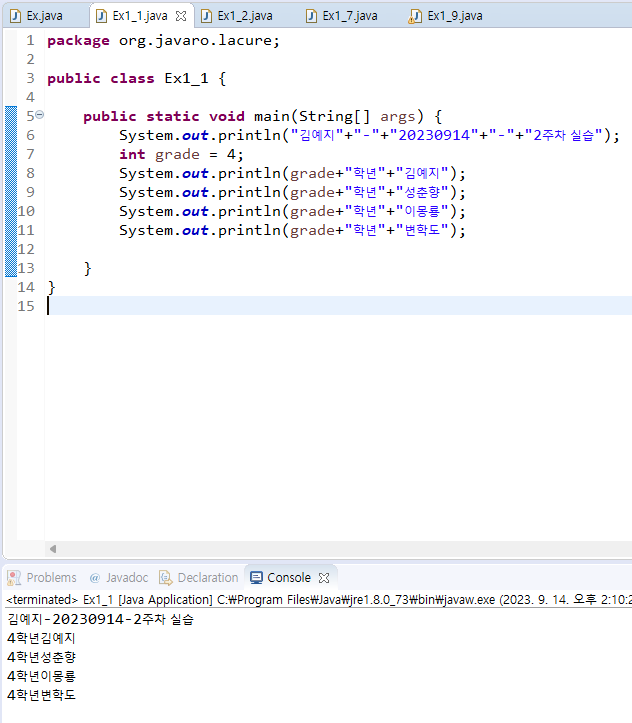 Ex.java Ex1_1.java Ex1_2.java Ex1_7.java Ex1_9.java
1 package org.javaro.lacure;
2
3 public class Ex1_1 {
4
5 public static void main(String[] args) {
6 System.out.println("김예지"+"-"+"20230914"+"-"+"2주차 실습");
7 int grade = 4;
8 System.out.println(grade+"학년"+"김예지");
9 System.out.println(grade+"학년"+"성춘향");
10 System.out.println(grade+"학년"+"이몽룡");
11 System.out.println(grade+"학년"+"변학도");
12
13 }
14 }
15
Problems @ Javadoc Declaration Console
<terminated> Ex1_1 [Java Application] C:₩Program Files₩Java₩jre1.8.0_73₩bin₩javaw.exe (2023. 9. 14. 오후 2:10:2
김예지-20230914-2주차 실습
4학년김예지
4학년성춘향
4학년이몽룡
4학년변학도